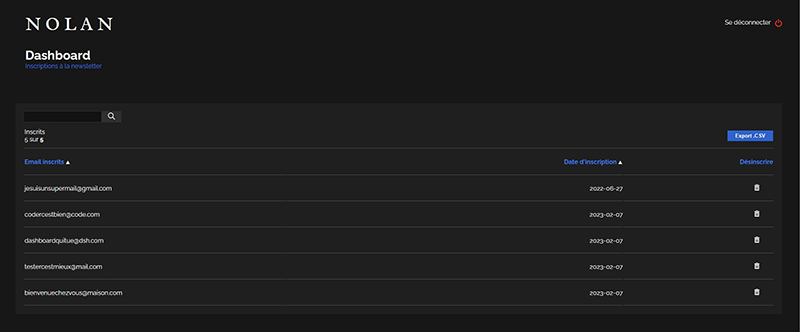 NOLAN
Se déconnecter
Dashboard
Inscriptions à la newsletter
Inscrits
5 sur 5
Export .CSV
Email inscrits ▲ Date d'inscription ▲ Désinscrire
jesuisunsupermail@gmail.com 2022-06-27
codercestbien@code.com 2023-02-07
dashboardquitue@dsh.com 2023-02-07
testercestmieux@mail.com 2023-02-07
bienvenuechezvous@maison.com 2023-02-07